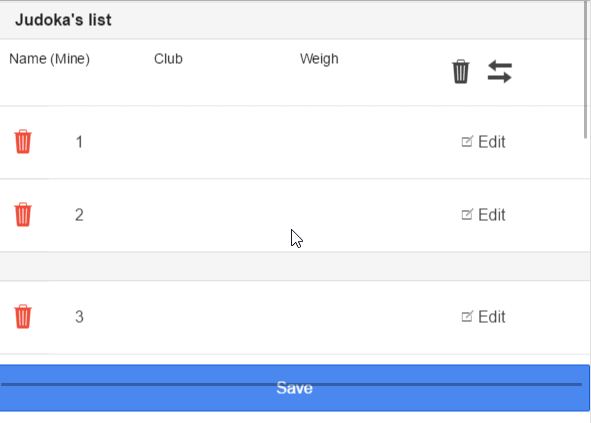 Judoka's list
Name (Mine) Club Weigh
1 Edit
2 Edit
3 Edit
Save